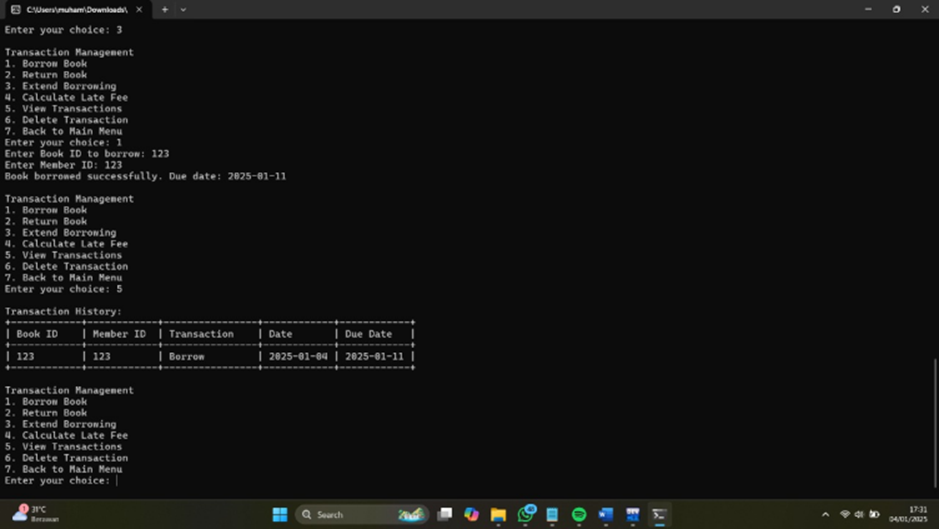 C:\Users\muham\Downloads\
Enter your choice: 3
Transaction Management
1. Borrow Book
2. Return Book
3. Extend Borrowing
4. Calculate Late Fee
5. View Transactions
6. Delete Transaction
7. Back to Main Menu
Enter your choice: 1
Enter Book ID to borrow: 123
Enter Member ID: 123
Book borrowed successfully. Due date: 2025-01-11
Transaction Management
1. Borrow Book
2. Return Book
3. Extend Borrowing
4. Calculate Late Fee
5. View Transactions
6. Delete Transaction
7. Back to Main Menu
Enter your choice: 5
Transaction History:
| Book ID | Member ID | Transaction | Date | Due Date |
| 123 | 123 | Borrow | 2025-01-04 | 2025-01-11 |
Transaction Management
1. Borrow Book
2. Return Book
3. Extend Borrowing
4. Calculate Late Fee
5. View Transactions
6. Delete Transaction
7. Back to Main Menu
Enter your choice:
31°C
Berawan
Search
17:31
04/01/2025